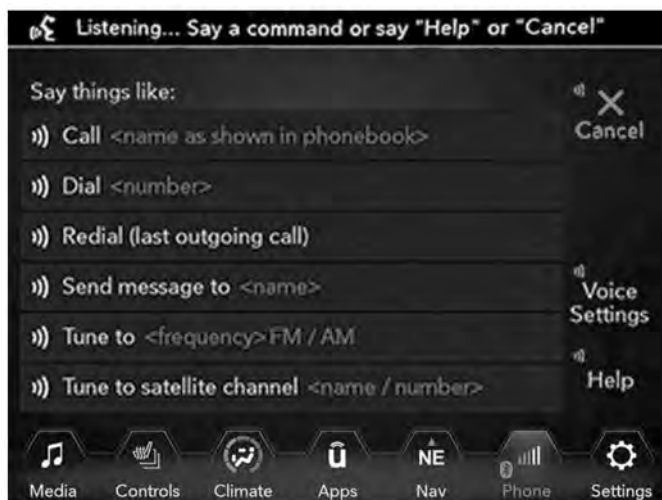 Listening... Say a command or say "Help" or "Cancel"
Say things like:
Cancel
Call <name as shown in phonebook>
Dial <number>
Redial (last outgoing call)
Send message to <name>
Voice
Settings
Tune to <frequency>FM / AM
Help
Tune to satellite channel <name / number>
û
NE
Media Controls Climate Apps Nav Phone Settings